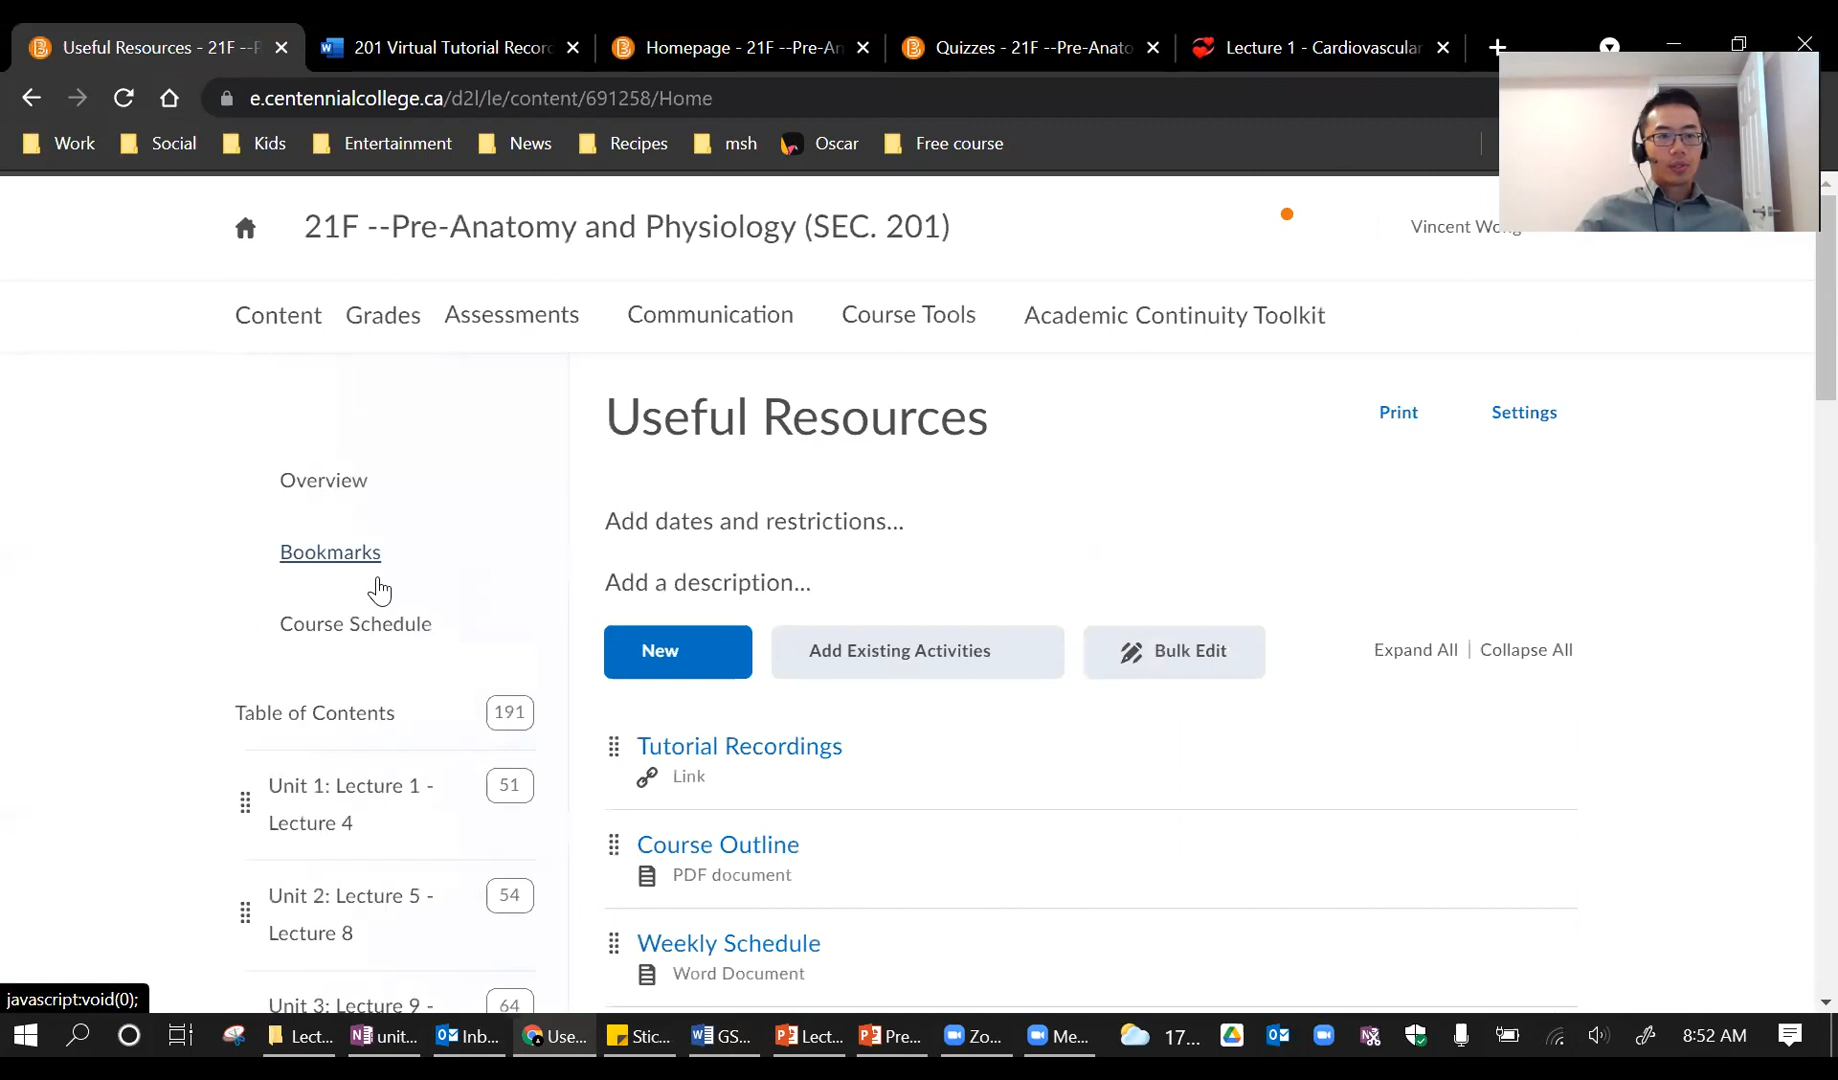 Useful Resources - 21F --P
201 Virtual Tutorial Recor
Homepage - 21F --Pre-An
Quizzes - 21F --Pre-Anato
Lecture 1 - Cardiovascular
e.centennialcollege.ca/d2l/le/content/691258/Home
Work
Social
Kids
Entertainment
News
Recipes
msh
Oscar
Free course
21F --Pre-Anatomy and Physiology (SEC. 201)
Vincent Wong
Content
Grades
Assessments
Communication
Course Tools
Academic Continuity Toolkit
Overview
Bookmarks
Course Schedule
Table of Contents
191
Unit 1: Lecture 1 -
Lecture 4
51
Unit 2: Lecture 5 -
Lecture 8
54
Unit 3: Lecture 9 -
64
Useful Resources
Print
Settings
Add dates and restrictions...
Add a description...
New
Add Existing Activities
Bulk Edit
Expand All
Collapse All
Tutorial Recordings
Link
Course Outline
PDF document
Weekly Schedule
Word Document
javascript:void(0);
Lect...
unit...
Inb...
Use...
Stic...
GS...
Lect...
Pre...
Zo...
Me...
17...
8:52 AM